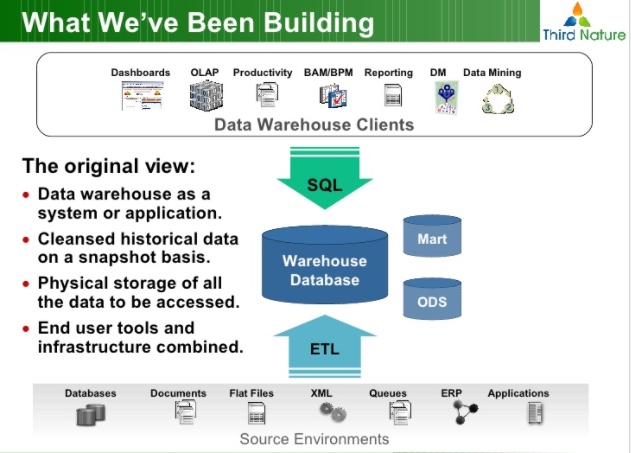 What We've Been Building
Third Nature
Dashboards OLAP Productivity BAM/BPM Reporting DM Data Mining
Data Warehouse Clients
The original view:
• Data warehouse as a
system or application.
• Cleansed historical data
on a snapshot basis.
• Physical storage of all
the data to be accessed.
• End user tools and
infrastructure combined.
SQL
Warehouse
Database
Mart
ODS
ETL
Databases Documents Flat Files XML Queues ERP Applications
Source Environments